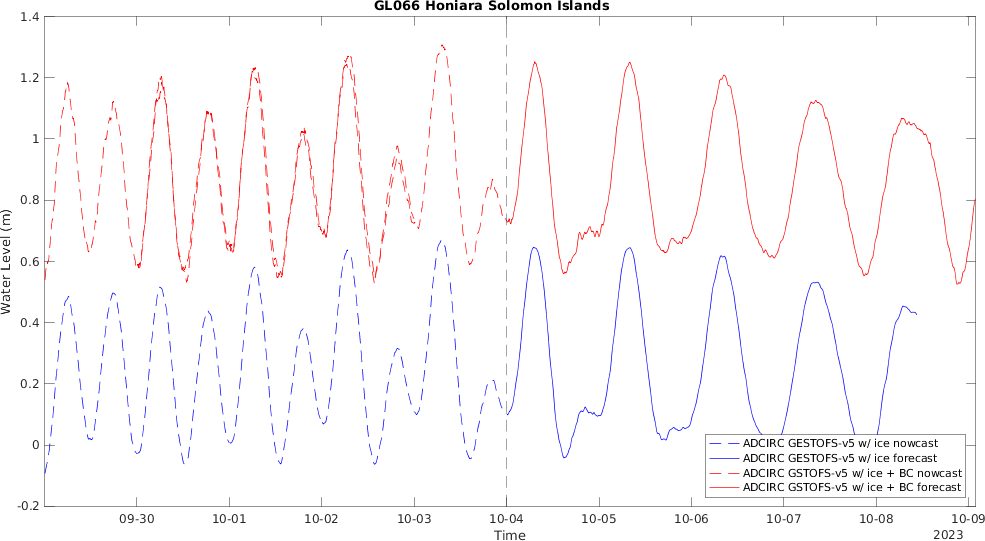 GL066 Honiara Solomon Islands
Water Level (m)
1.4
1.2
1
0.8
0.6
0.4
0.2
0
-0.2
09-30
10-01
10-02
10-03
10-04
10-05
10-06
10-07
10-08
10-09
Time
2023
ADCIRC GESTOFS-v5 w/ ice nowcast
ADCIRC GESTOFS-v5 w/ ice forecast
ADCIRC GSTOFS-v5 w/ ice + BC nowcast
ADCIRC GSTOFS-v5 w/ ice + BC forecast